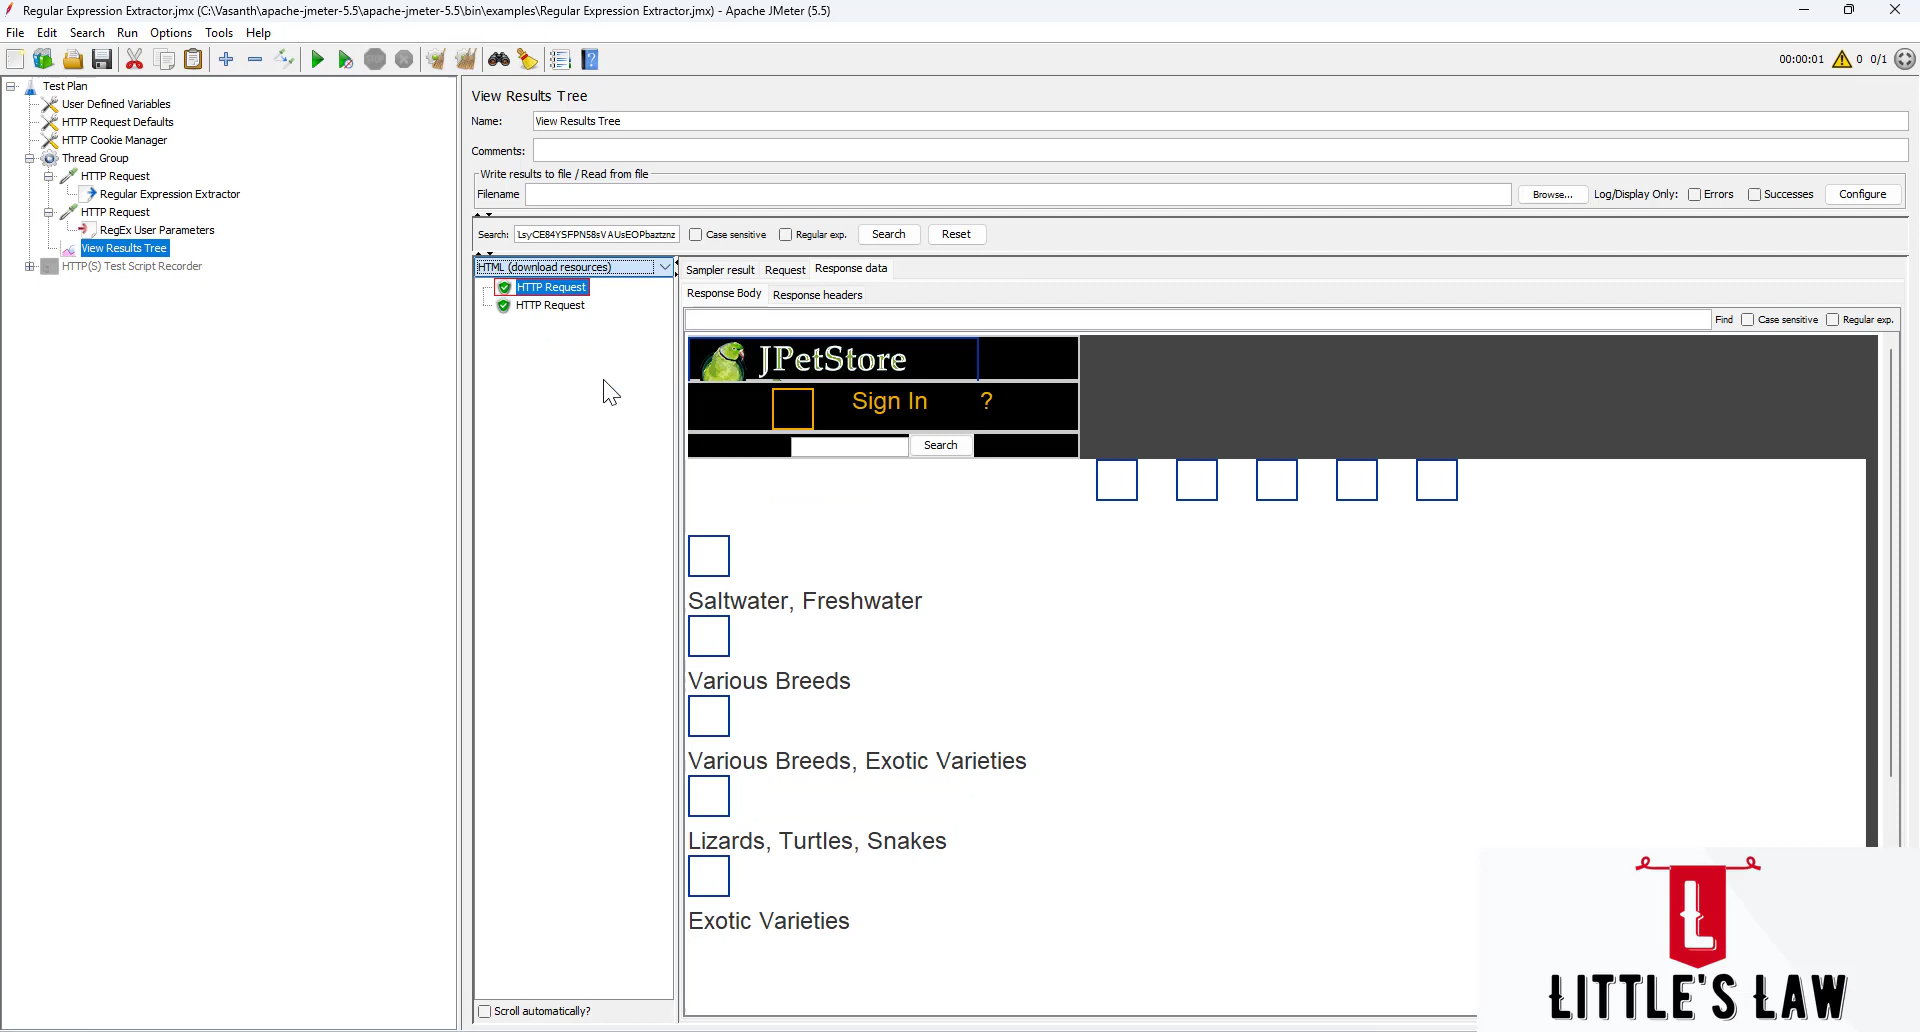 Regular Expression Extractor.jmx (C:\Vasanth\apache-jmeter-5.5\apache-jmeter-5.5\bin\examples\Regular Expression Extractor.jmx) - Apache JMeter (5.5)
File Edit Search Run Options Tools Help
00:00:01 0 0/1
Test Plan
User Defined Variables
HTTP Request Defaults
HTTP Cookie Manager
Thread Group
HTTP Request
Regular Expression Extractor
HTTP Request
RegEx User Parameters
View Results Tree
HTTP(S) Test Script Recorder
View Results Tree
Name: View Results Tree
Comments:
Write results to file / Read from file
Filename Browse... Log/Display Only: Errors Successes Configure
Search: Case sensitive Regular exp. Search Reset
HTML (download resources)
HTTP Request
HTTP Request
Scroll automatically?
Sampler result Request Response data
Response Body Response headers
Find Case sensitive Regular exp.
JPetStore
Sign In ?
Search
Saltwater, Freshwater
Various Breeds
Various Breeds, Exotic Varieties
Lizards, Turtles, Snakes
Exotic Varieties
L
LITTLE'S LAW